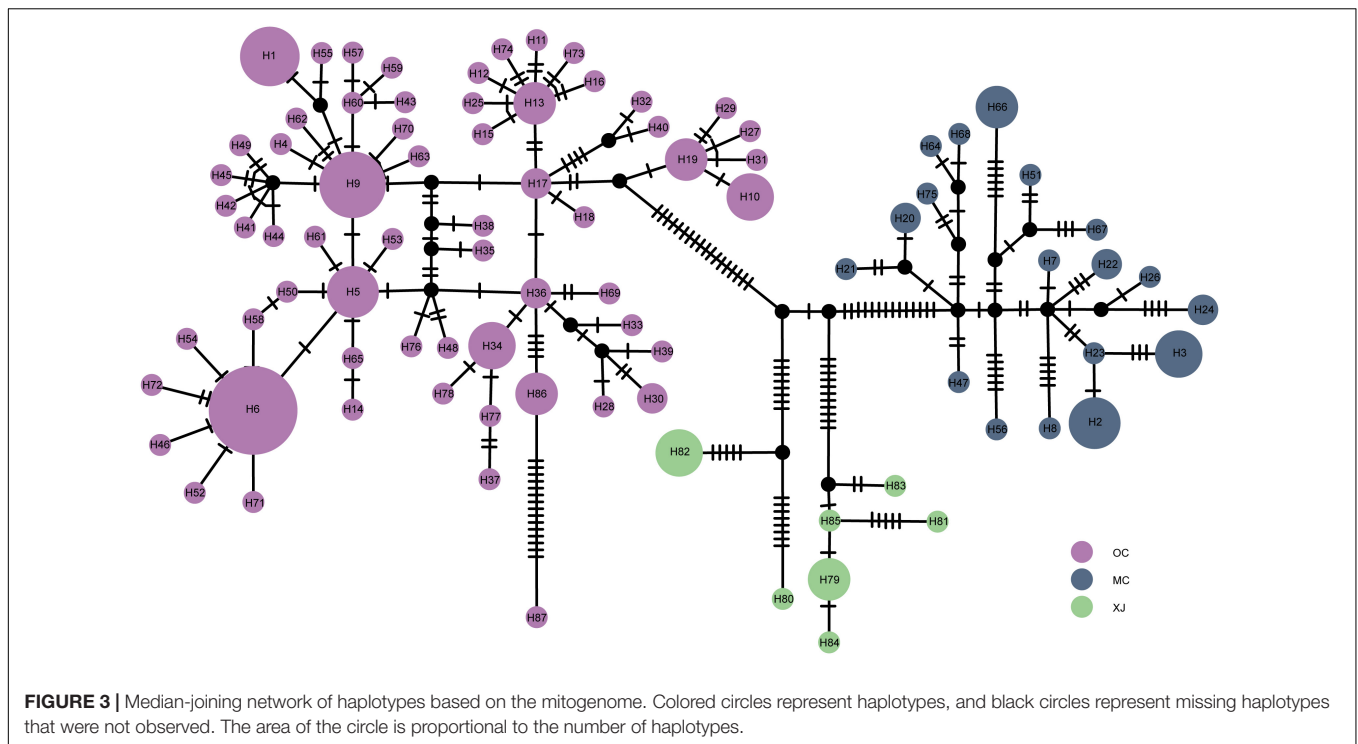 H1
H55
H57
H59
H60
H43
H62
H4
H70
H63
H49
H45
H42
H41
H44
H9
H61
H53
H50
H5
H58
H54
H72
H6
H46
H52
H71
H65
H14
H74
H11
H73
H12
H16
H25
H13
H15
H32
H40
H17
H18
H38
H35
H36
H69
H76
H48
H34
H33
H39
H78
H77
H86
H28
H30
H37
H87
H29
H27
H19
H31
H10
H66
H68
H64
H51
H75
H20
H67
H21
H7
H22
H26
H24
H23
H3
H47
H56
H8
H2
H82
H83
H85
H81
H79
H80
H84
OC
MC
XJ
FIGURE 3 | Median-joining network of haplotypes based on the mitogenome. Colored circles represent haplotypes, and black circles represent missing haplotypes
that were not observed. The area of the circle is proportional to the number of haplotypes.